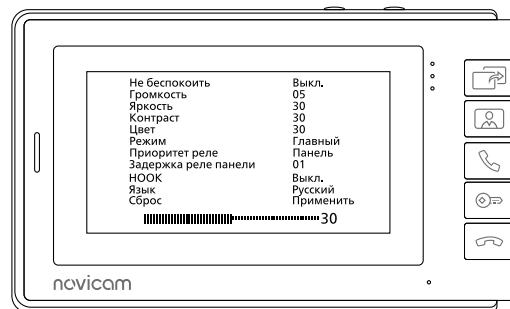 Не беспокоить Выкл.
Громкость 05
Яркость 30
Контраст 30
Цвет 30
Режим Главный
Приоритет реле Панель
Задержка реле панели 01
HOOK Выкл.
Язык Русский
Сброс Применить
30
novicam